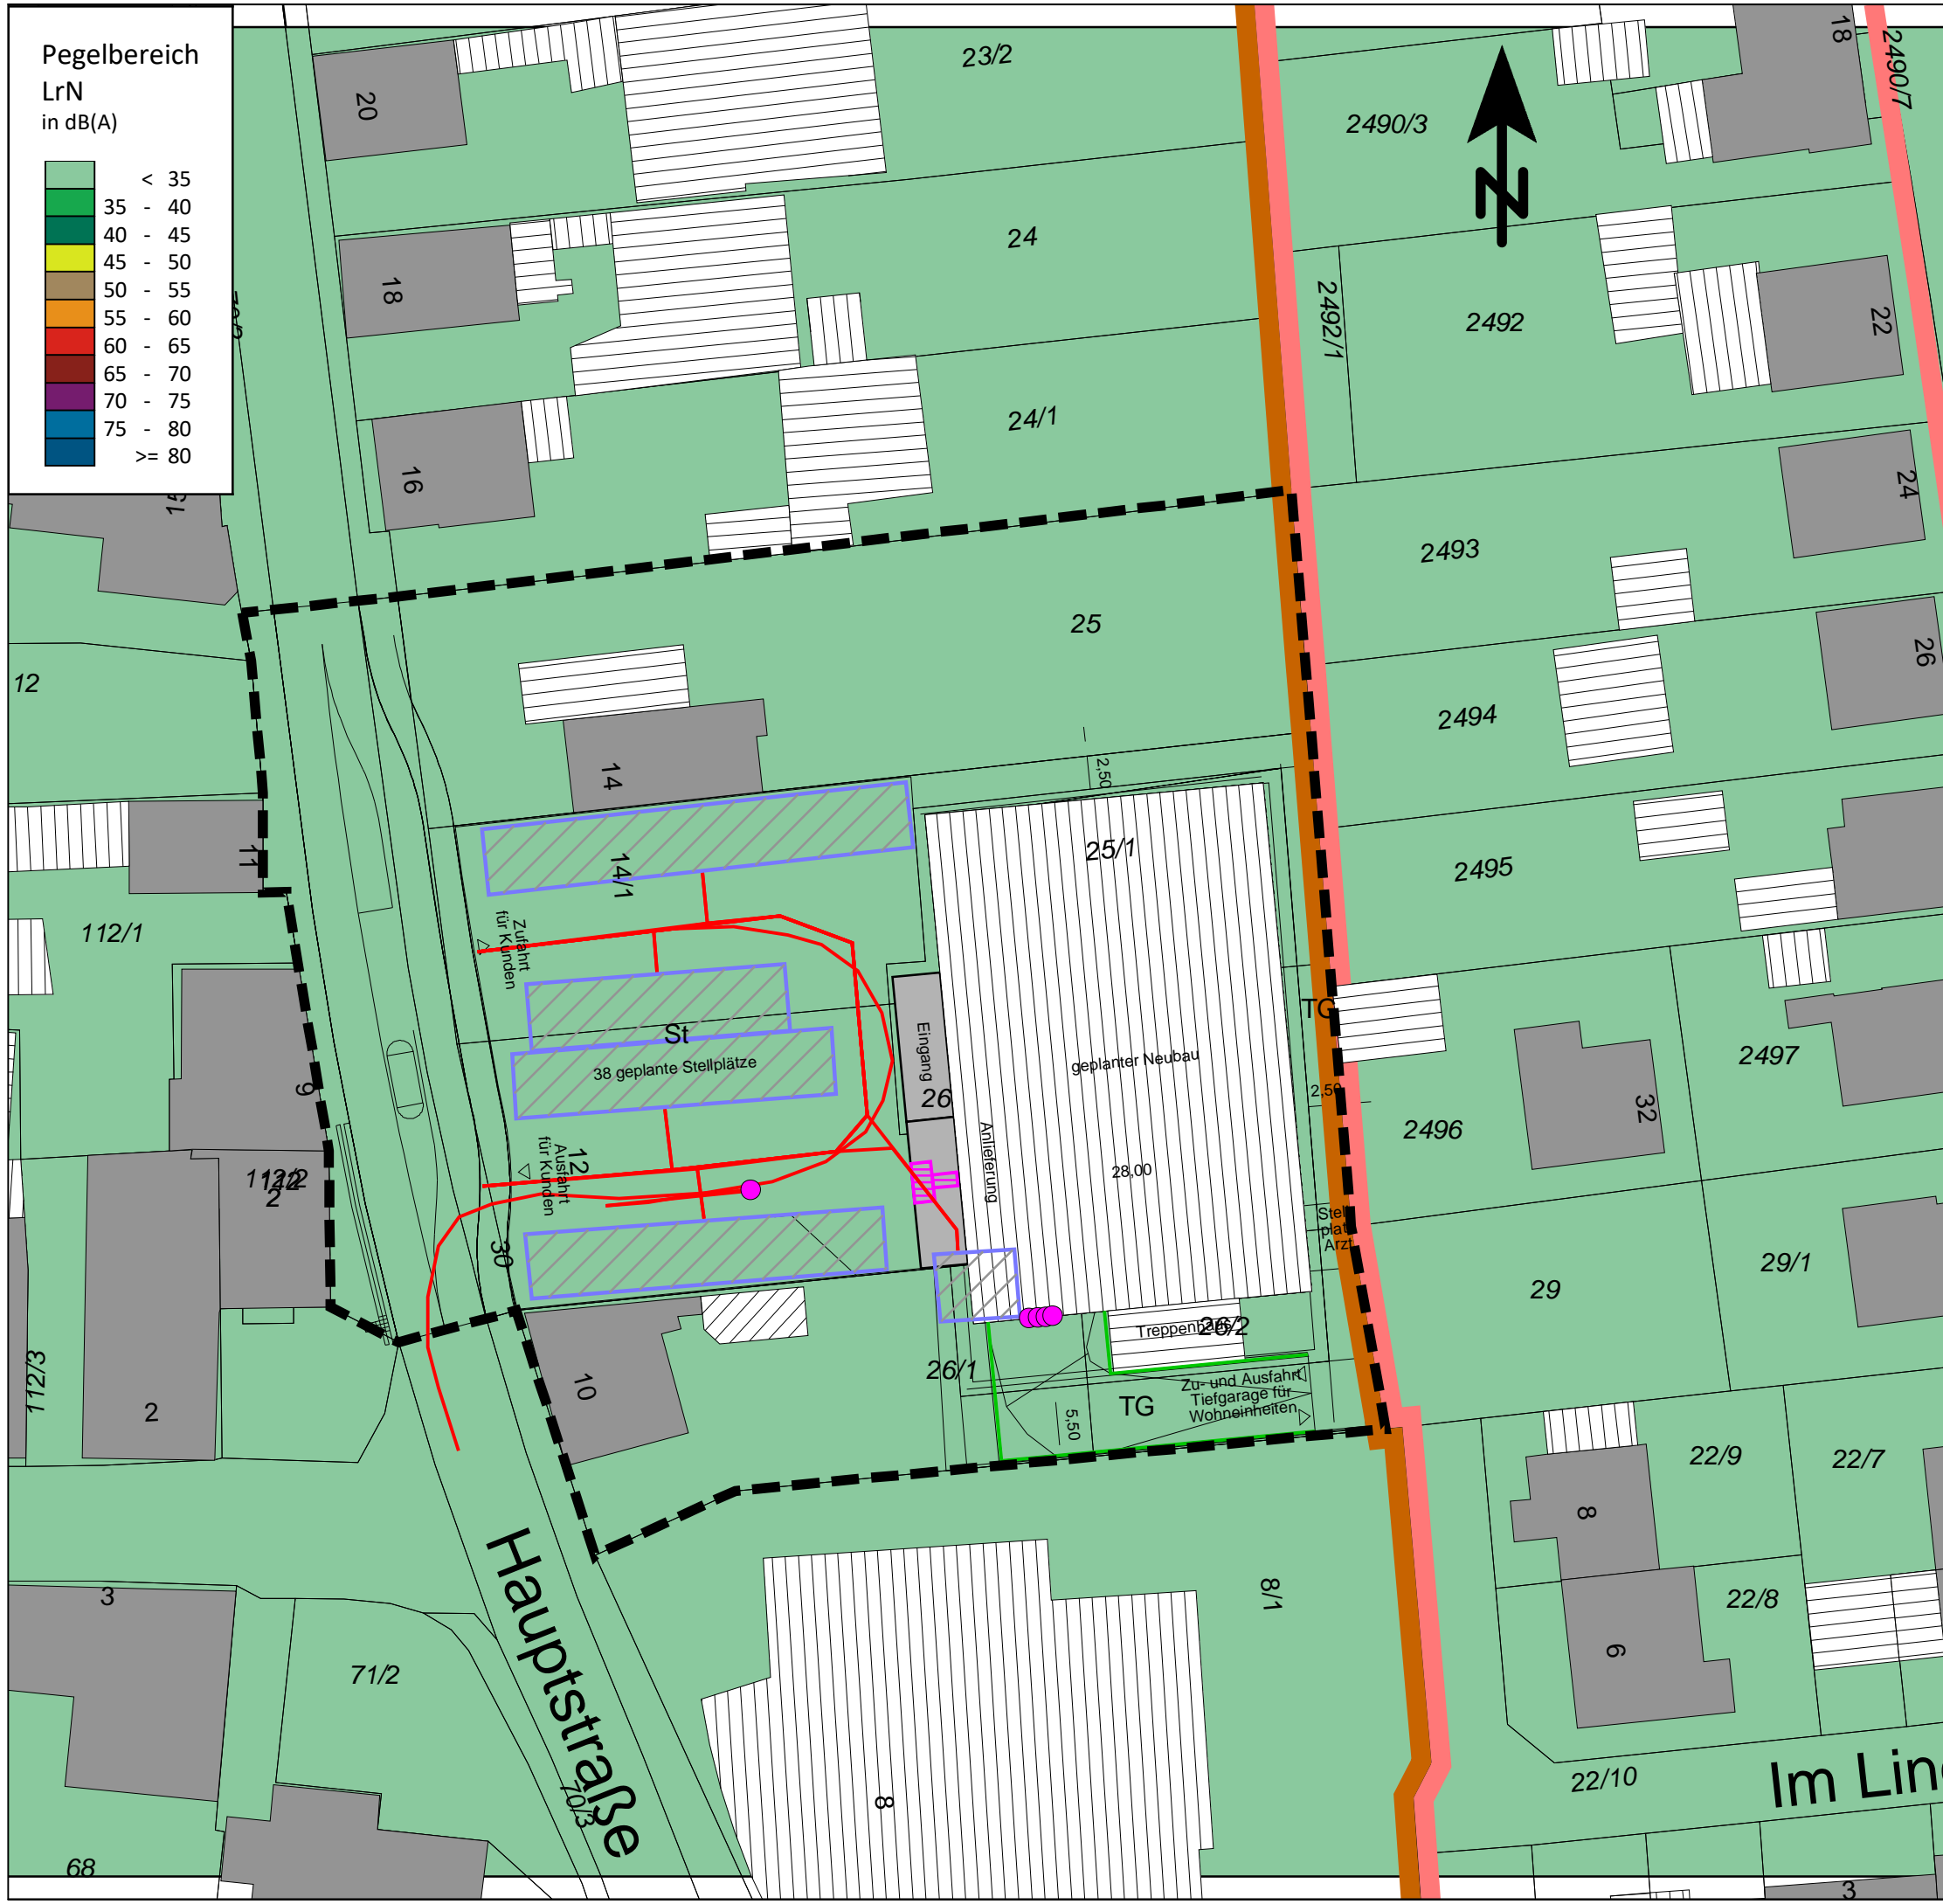 Pegelbereich
LrN
in dB(A)
< 35
35 - 40
40 - 45
45 - 50
50 - 55
55 - 60
60 - 65
65 - 70
70 - 75
75 - 80
>= 80
N
20
23/2
2490/3
18
2490/7
24
18
2492/1
2492
22
24/1
16
24
2493
25
12
2494
26
14
2,50
14/1
25/1
11
2495
112/1
Zufahrt
für Kunden
St
38 geplante Stellplätze
Eingang
26
geplanter Neubau
TG
2,50
2497
9
32
2496
12
Ausfahrt
für Kunden
Anlieferung
28,00
112/2
2
30
Arzt
29
29/1
Treppenhaus
26/2
26/1
112/3
2
10
TG
Zu- und Ausfahrt
Tiefgarage für
Wohneinheiten
5,50
22/9
22/7
8
3
Hauptstraße
8/1
22/8
6
71/2
70/3
22/10
Im Lin
8
68
3